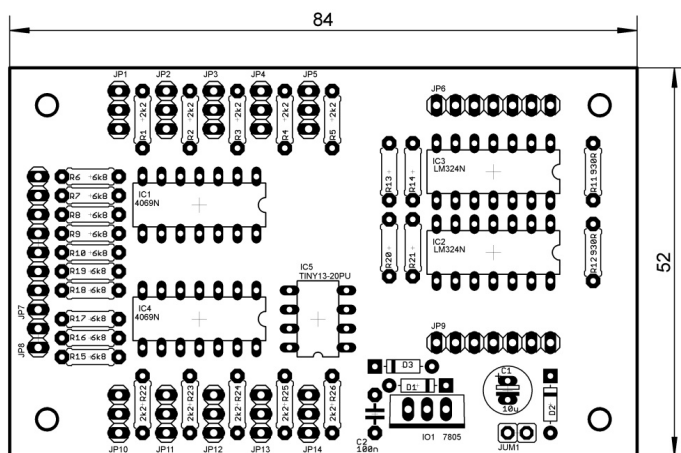 84
JP1 JP2 JP3 JP4 JP5
R1 2k2
R2 2k2
R3 2k2
R4 2k2
R5 2k2
JP6
R6 6k8
R7 6k8
R8 6k8
R9 6k8
R10 6k8
R19 6k8
R18 6k8
R17 6k8
R16 6k8
R15 6k8
JP7
JP8
IC1
4069N
IC4
4069N
IC5
TINY13-20PU
R13
R14
IC3
LM324N
R11 930R
R20
R21
IC2
LM324N
R12 930R
52
JP9
D3
D1
C1
10u
D2
C2
100n
IO1 7805
JUM1
2k2 R22
2k2 R23
2k2 R24
2k2 R25
2k2 R26
JP10 JP11 JP12 JP13 JP14